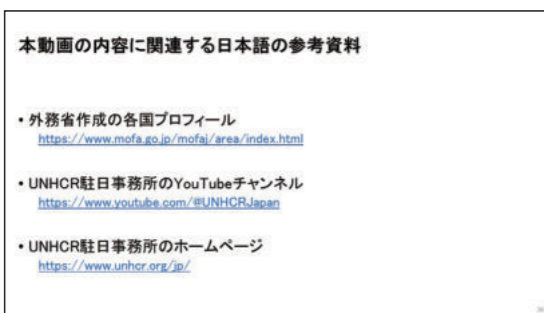 本動画の内容に関連する日本語の参考資料
・外務省作成の各国プロフィール
https://www.mofa.go.jp/mofaj/area/index.html
・UNHCR駐日事務所のYouTubeチャンネル
https://www.youtube.com/@UNHCRJapan
・UNHCR駐日事務所のホームページ
https://www.unhcr.org/jp/